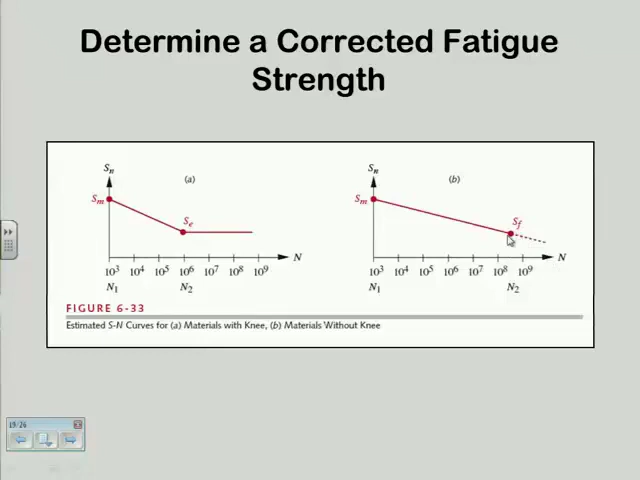 Determine a Corrected Fatigue
Strength
Sn
(a)
Sm
Se
N
10³ 10⁴ 10⁵ 10⁶ 10⁷ 10⁸ 10⁹
N₁ N₂
Sn
(b)
Sm
Sf
N
10³ 10⁴ 10⁵ 10⁶ 10⁷ 10⁸ 10⁹
N₁ N₂
FIGURE 6-33
Estimated S-N Curves for (a) Materials with Knee, (b) Materials Without Knee
19/26